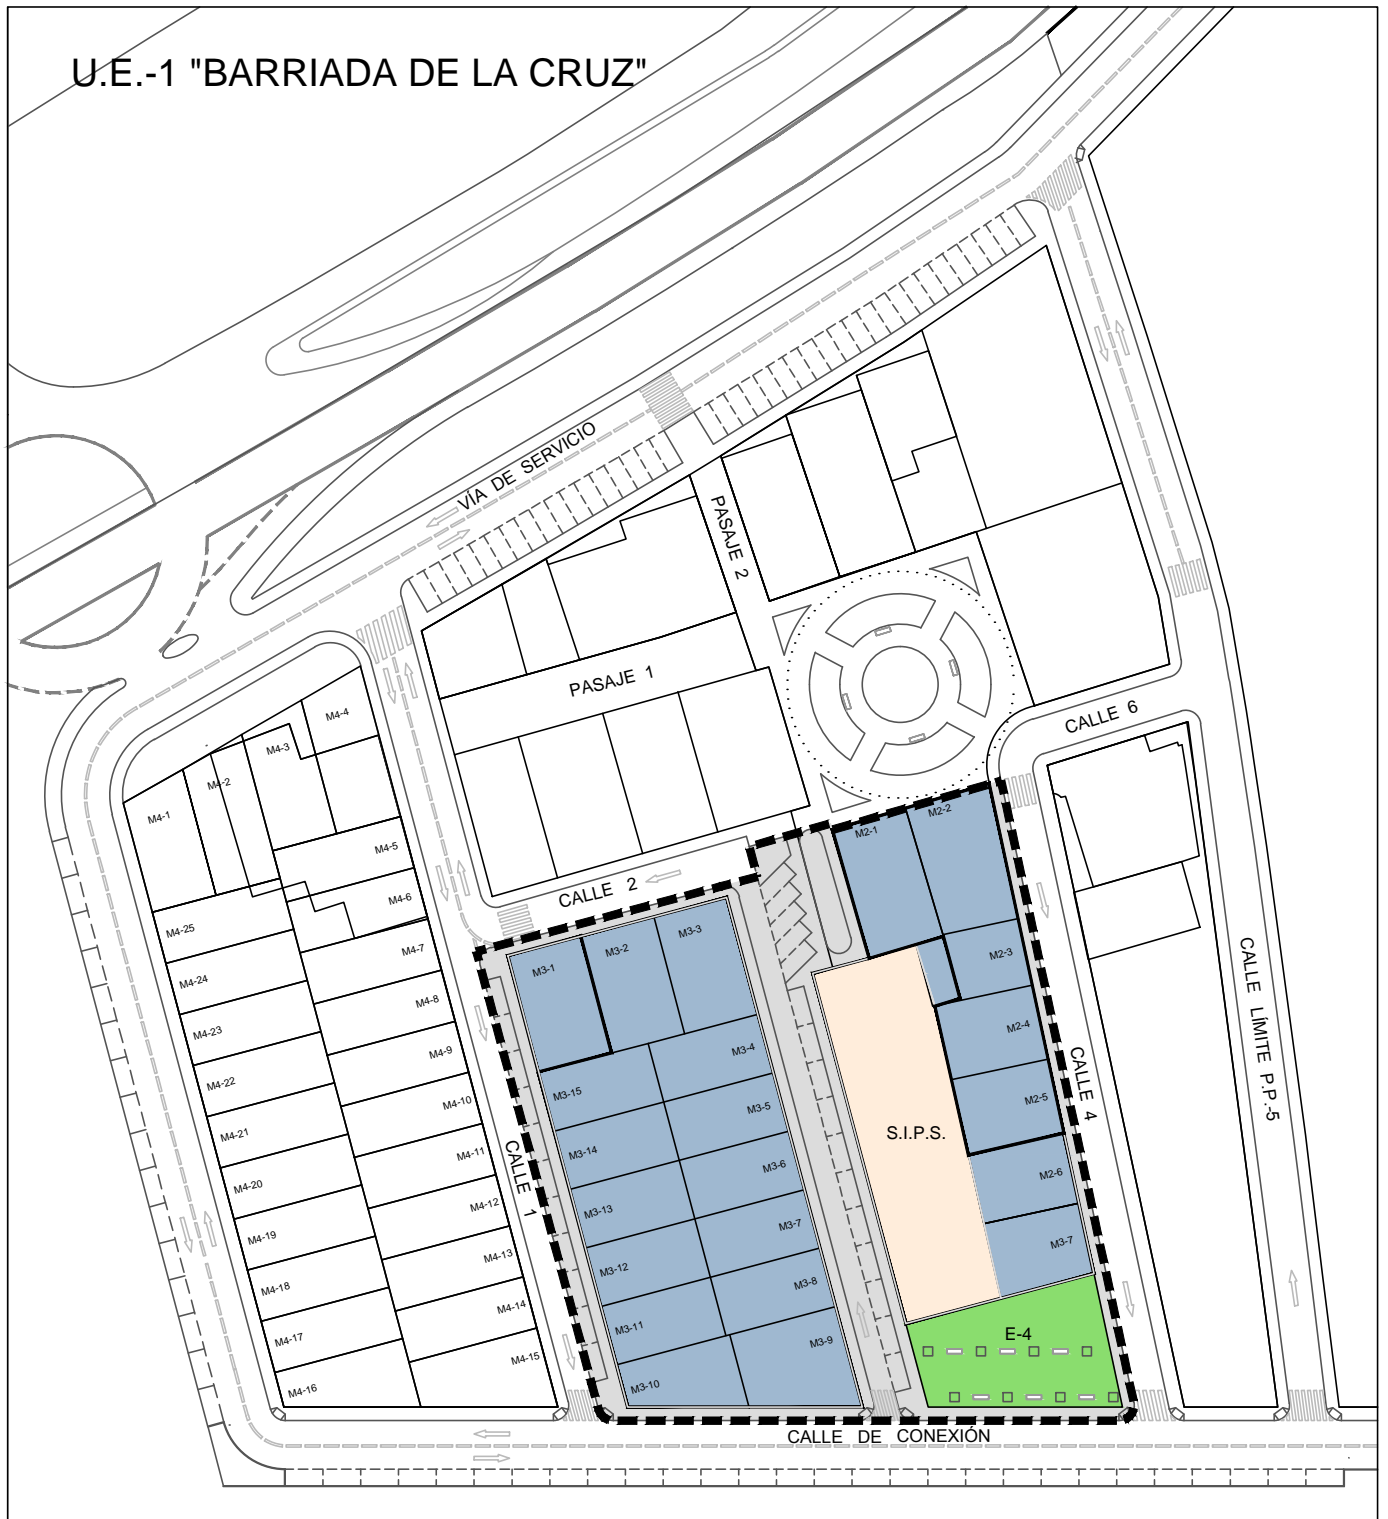 U.E.-1 "BARRIADA DE LA CRUZ"
VÍA DE SERVICIO
PASAJE 2
PASAJE 1
CALLE 6
CALLE 2
CALLE 1
CALLE 4
CALLE LÍMITE P.P.-5
CALLE DE CONEXIÓN
M4-1
M4-2
M4-3
M4-4
M4-5
M4-6
M4-7
M4-8
M4-9
M4-10
M4-11
M4-12
M4-13
M4-14
M4-15
M4-16
M4-17
M4-18
M4-19
M4-20
M4-21
M4-22
M4-23
M4-24
M4-25
M3-1
M3-2
M3-3
M3-4
M3-5
M3-6
M3-7
M3-8
M3-9
M3-10
M3-11
M3-12
M3-13
M3-14
M3-15
M2-1
M2-2
M2-3
M2-4
M2-5
M2-6
M3-7
S.I.P.S.
E-4